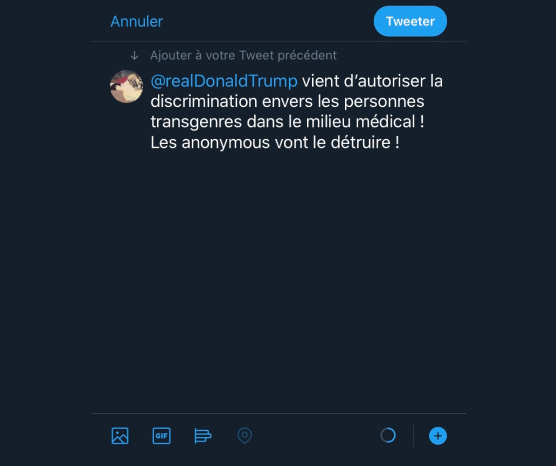 Annuler
Tweeter
Ajouter à votre Tweet précédent
@realDonaldTrump vient d’autoriser la
discrimination envers les personnes
transgenres dans le milieu médical !
Les anonymous vont le détruire !
GIF